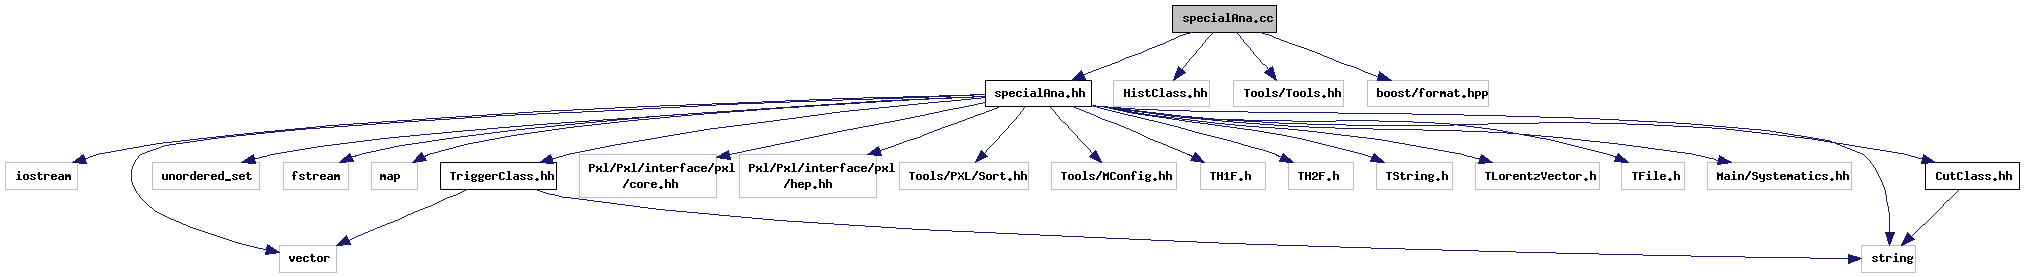 specialAna.cc
specialAna.hh
HistClass.hh
Tools/Tools.hh
boost/format.hpp
iostream
unordered_set
fstream
map
TriggerClass.hh
Pxl/Pxl/interface/pxl
/core.hh
Pxl/Pxl/interface/pxl
/hep.hh
Tools/PXL/Sort.hh
Tools/MConfig.hh
TH1F.h
TH2F.h
TString.h
TLorentzVector.h
TFile.h
Main/Systematics.hh
CutClass.hh
vector
string